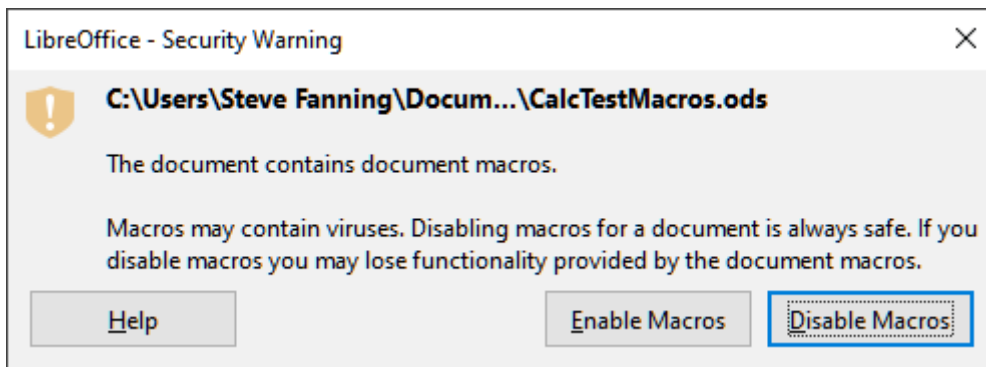 LibreOffice - Security Warning
C:\Users\Steve Fanning\Docum...\CalcTestMacros.ods
The document contains document macros.
Macros may contain viruses. Disabling macros for a document is always safe. If you
disable macros you may lose functionality provided by the document macros.
Help Enable Macros Disable Macros